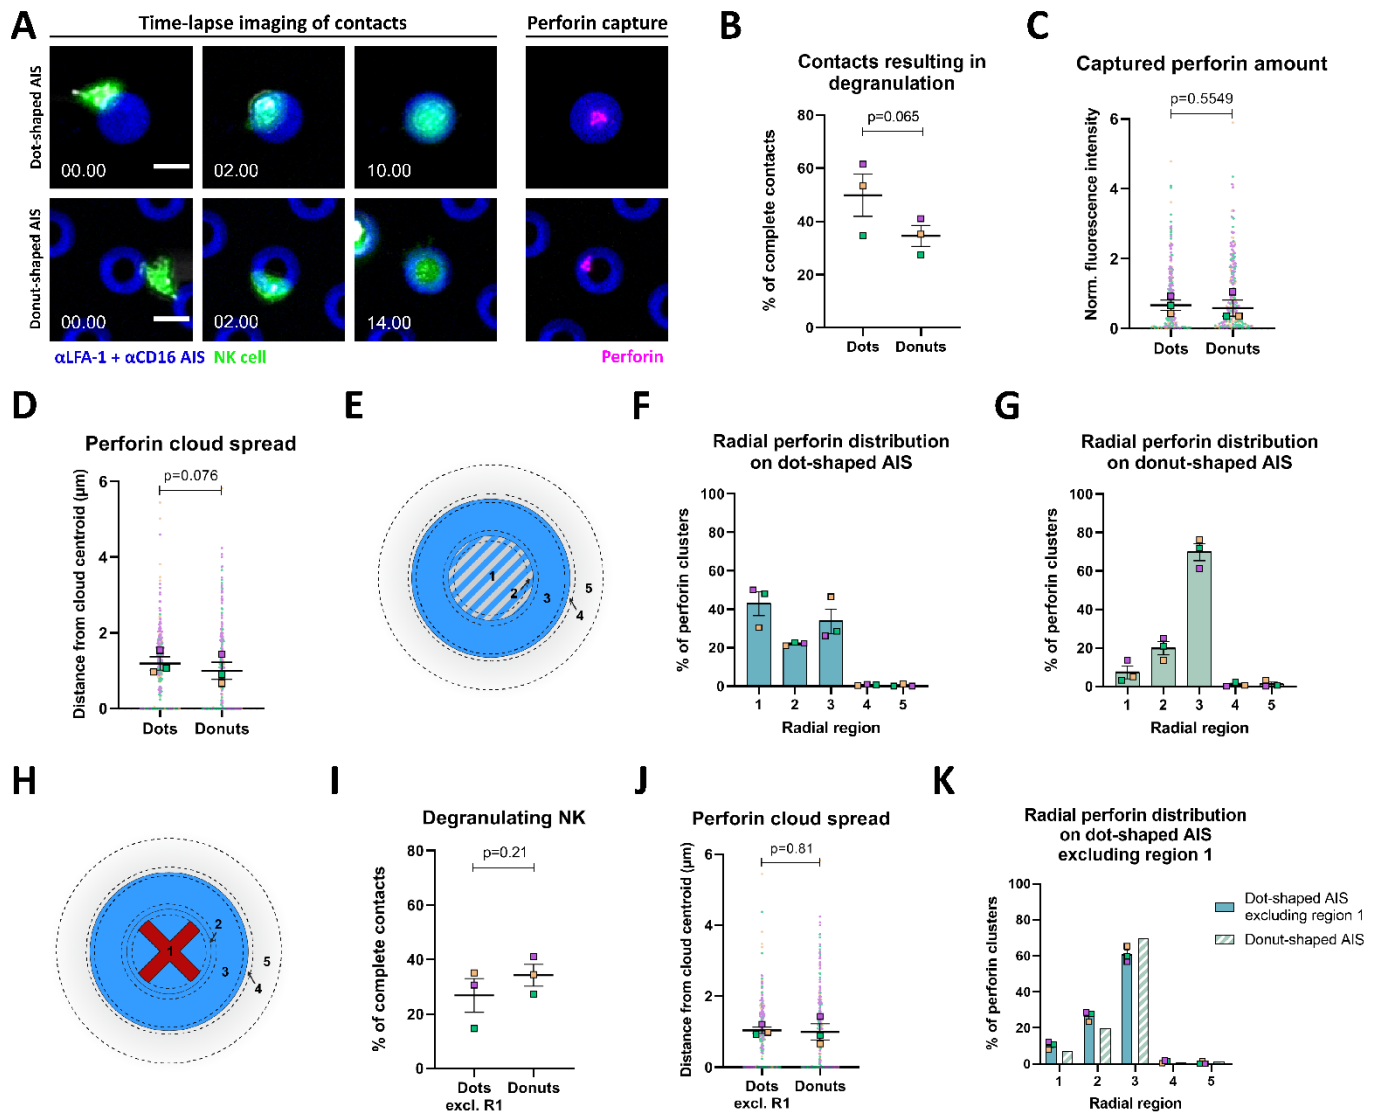 A
Time-lapse imaging of contacts
Perforin capture
Dot-shaped AIS
00.00
02.00
10.00
Donut-shaped AIS
00.00
02.00
14.00
αLFA-1 + αCD16 AIS NK cell
Perforin
B
Contacts resulting in
degranulation
p=0.065
% of complete contacts
80
60
40
20
0
Dots
Donuts
C
Captured perforin amount
p=0.5549
Norm. fluorescence intensity
6
4
2
0
Dots
Donuts
D
Perforin cloud spread
p=0.076
Distance from cloud centroid (µm)
6
4
2
0
Dots
Donuts
E
1
2
3
4
5
F
Radial perforin distribution
on dot-shaped AIS
% of perforin clusters
100
80
60
40
20
0
1 2 3 4 5
Radial region
G
Radial perforin distribution
on donut-shaped AIS
% of perforin clusters
100
80
60
40
20
0
1 2 3 4 5
Radial region
H
1
2
3
4
5
I
Degranulating NK
p=0.21
% of complete contacts
80
60
40
20
0
Dots
excl. R1
Donuts
J
Perforin cloud spread
p=0.81
Distance from cloud centroid (µm)
6
4
2
0
Dots
excl. R1
Donuts
K
Radial perforin distribution
on dot-shaped AIS
excluding region 1
% of perforin clusters
100
80
60
40
20
0
1 2 3 4 5
Radial region
Dot-shaped AIS
excluding region 1
Donut-shaped AIS